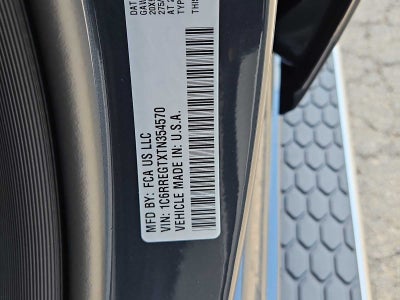 MFD BY: FCA US LLC
VIN: 1C6RREGTXTN354570
VEHICLE MADE IN: U.S.A.